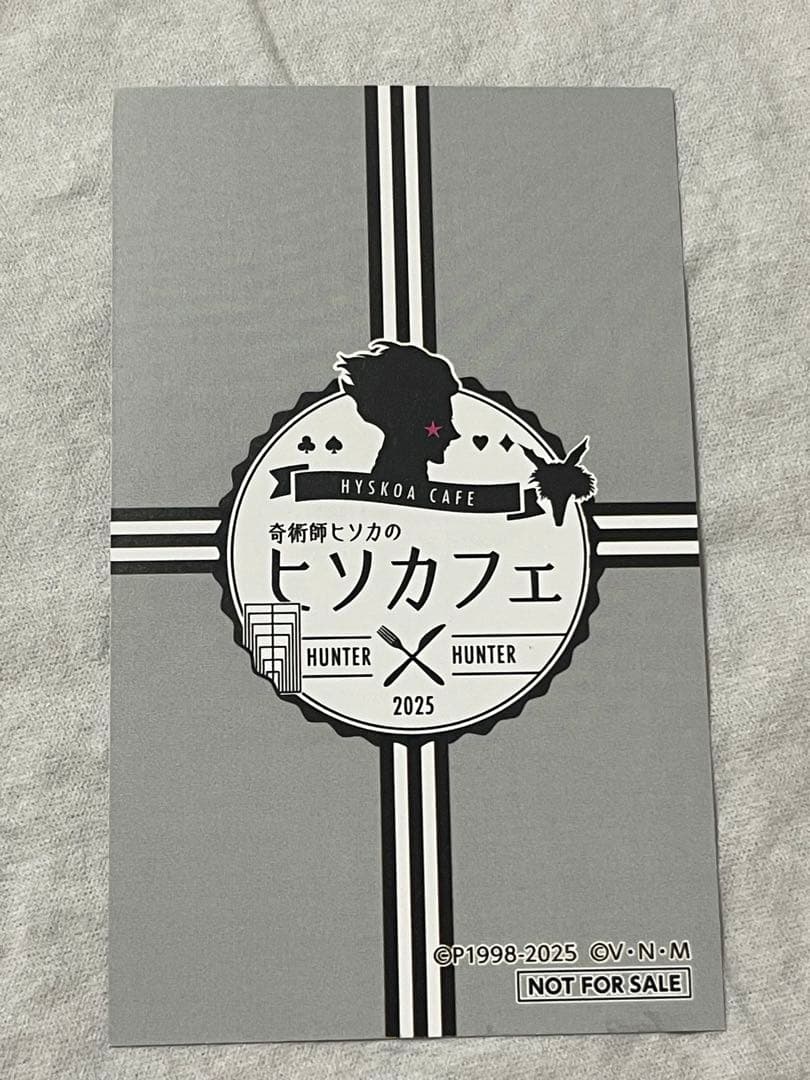 HYSKOA CAFE
奇術師ヒソカの
ヒソカフェ
HUNTER HUNTER
2025
©P1998-2025 ©V・N・M
NOT FOR SALE